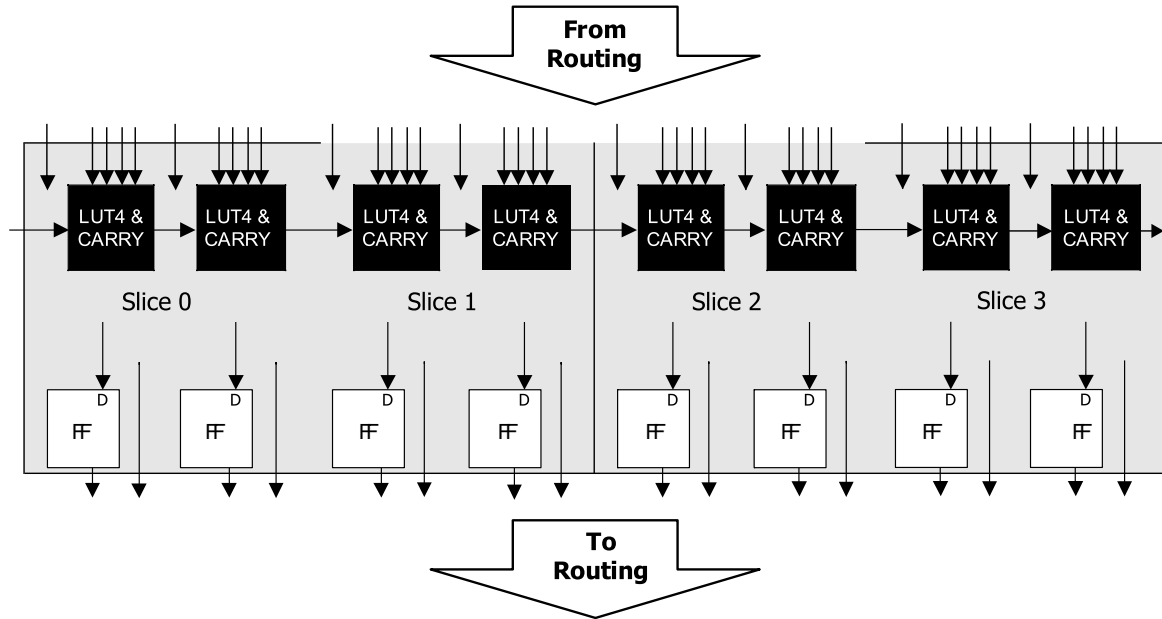 From
Routing
LUT4 &
CARRY
LUT4 &
CARRY
LUT4 &
CARRY
LUT4 &
CARRY
LUT4 &
CARRY
LUT4 &
CARRY
LUT4 &
CARRY
LUT4 &
CARRY
Slice 0
Slice 1
Slice 2
Slice 3
D
FF
D
FF
D
FF
D
FF
D
FF
D
FF
D
FF
D
FF
To
Routing